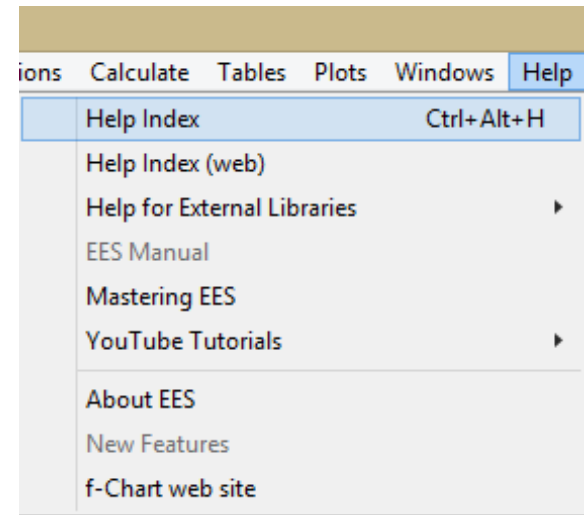 ions Calculate Tables Plots Windows Help
Help Index Ctrl+Alt+H
Help Index (web)
Help for External Libraries
EES Manual
Mastering EES
YouTube Tutorials
About EES
New Features
f-Chart web site